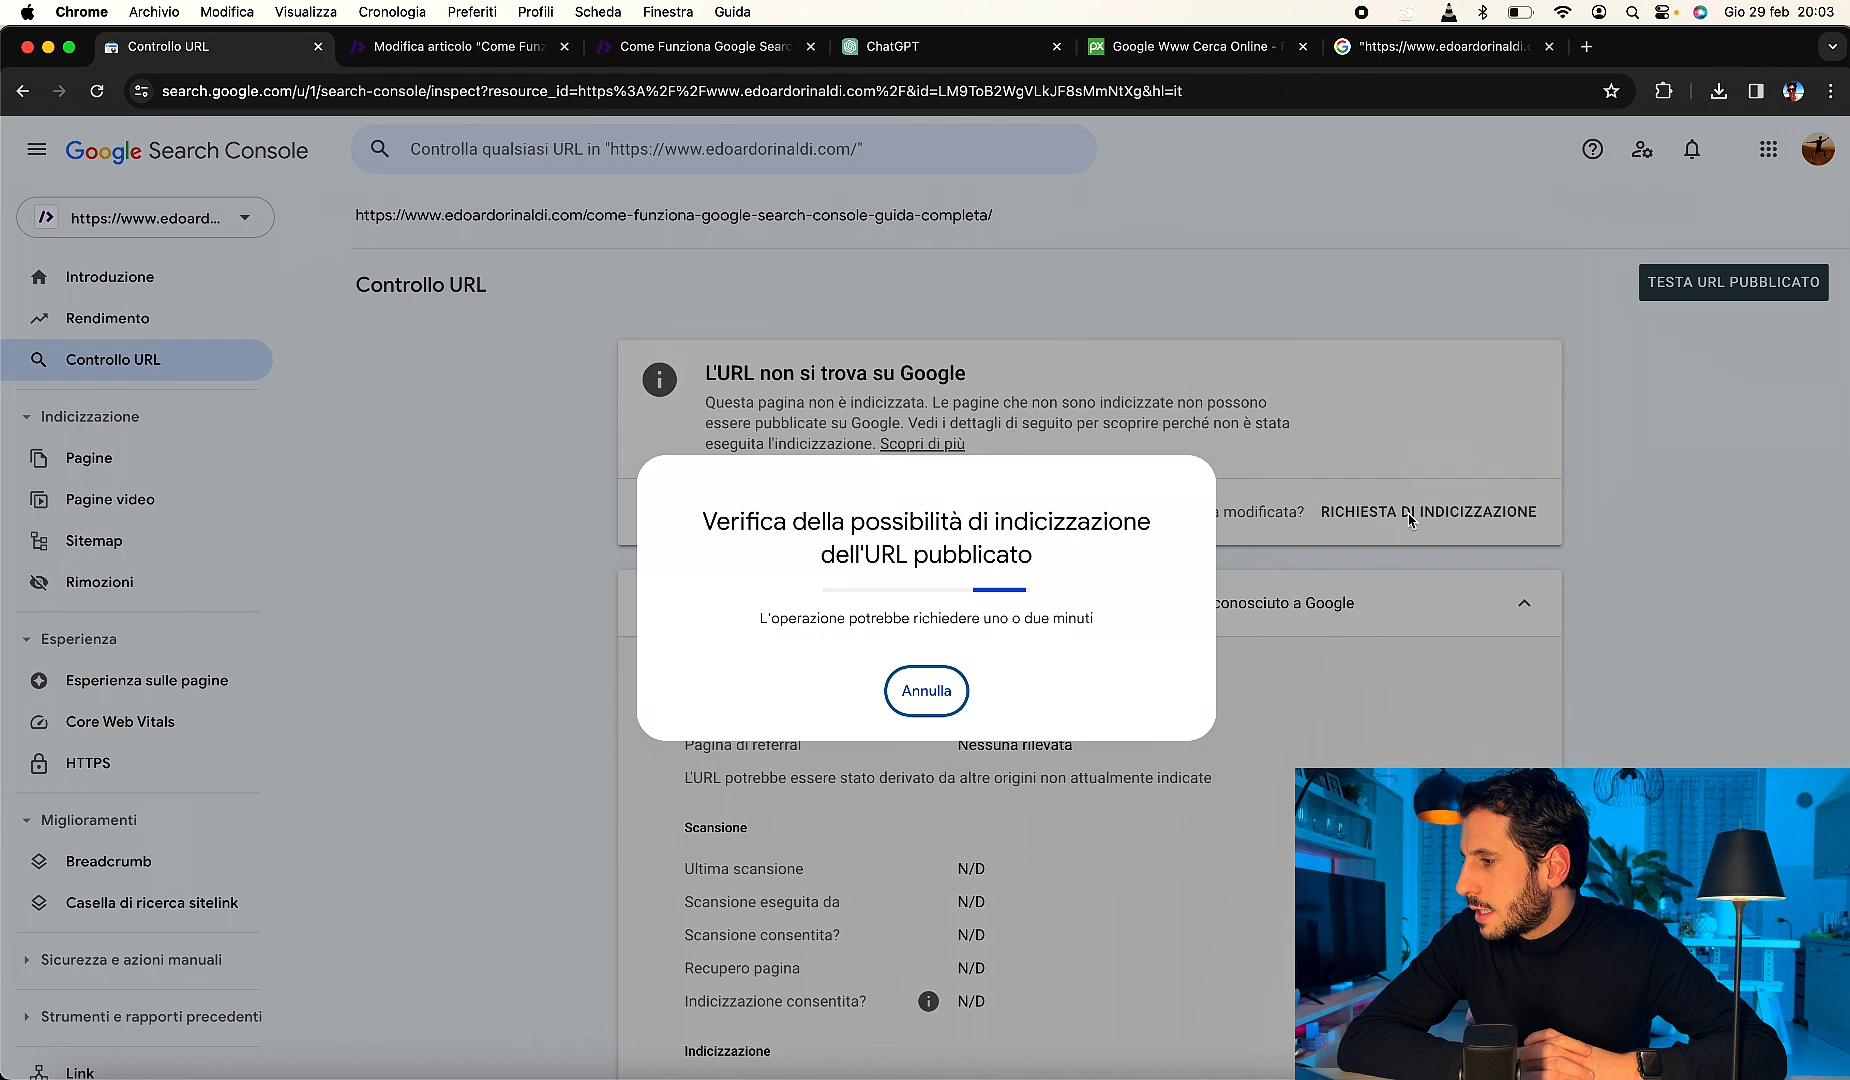 Chrome Archivio Modifica Visualizza Cronologia Preferiti Profili Scheda Finestra Guida Gio 29 feb 20:03
Controllo URL Modifica articolo "Come Fun Come Funziona Google Sear ChatGPT Google Www Cerca Online - "https://www.edoardorinaldi.
search.google.com/u/1/search-console/inspect?resource_id=https%3A%2F%2Fwww.edoardorinaldi.com%2F&id=LM9ToB2WgVLkJF8sMmNtXg&hl=it
Google Search Console
Controlla qualsiasi URL in "https://www.edoardorinaldi.com/"
https://www.edoard...
https://www.edoardorinaldi.com/come-funziona-google-search-console-guida-completa/
Introduzione
Rendimento
Controllo URL
Indicizzazione
Pagine
Pagine video
Sitemap
Rimozioni
Esperienza
Esperienza sulle pagine
Core Web Vitals
HTTPS
Miglioramenti
Breadcrumb
Casella di ricerca sitelink
Sicurezza e azioni manuali
Strumenti e rapporti precedenti
Link
Controllo URL
TESTA URL PUBBLICATO
L'URL non si trova su Google
Questa pagina non è indicizzata. Le pagine che non sono indicizzate non possono
essere pubblicate su Google. Vedi i dettagli di seguito per scoprire perché non è stata
eseguita l'indicizzazione. Scopri di più
modificata? RICHIESTA DI INDICIZZAZIONE
Verifica della possibilità di indicizzazione
dell'URL pubblicato
L'operazione potrebbe richiedere uno o due minuti
Annulla
conosciuto a Google
Pagina di referral Nessuna rilevata
L'URL potrebbe essere stato derivato da altre origini non attualmente indicate
Scansione
Ultima scansione N/D
Scansione eseguita da N/D
Scansione consentita? N/D
Recupero pagina N/D
Indicizzazione consentita? N/D
Indicizzazione